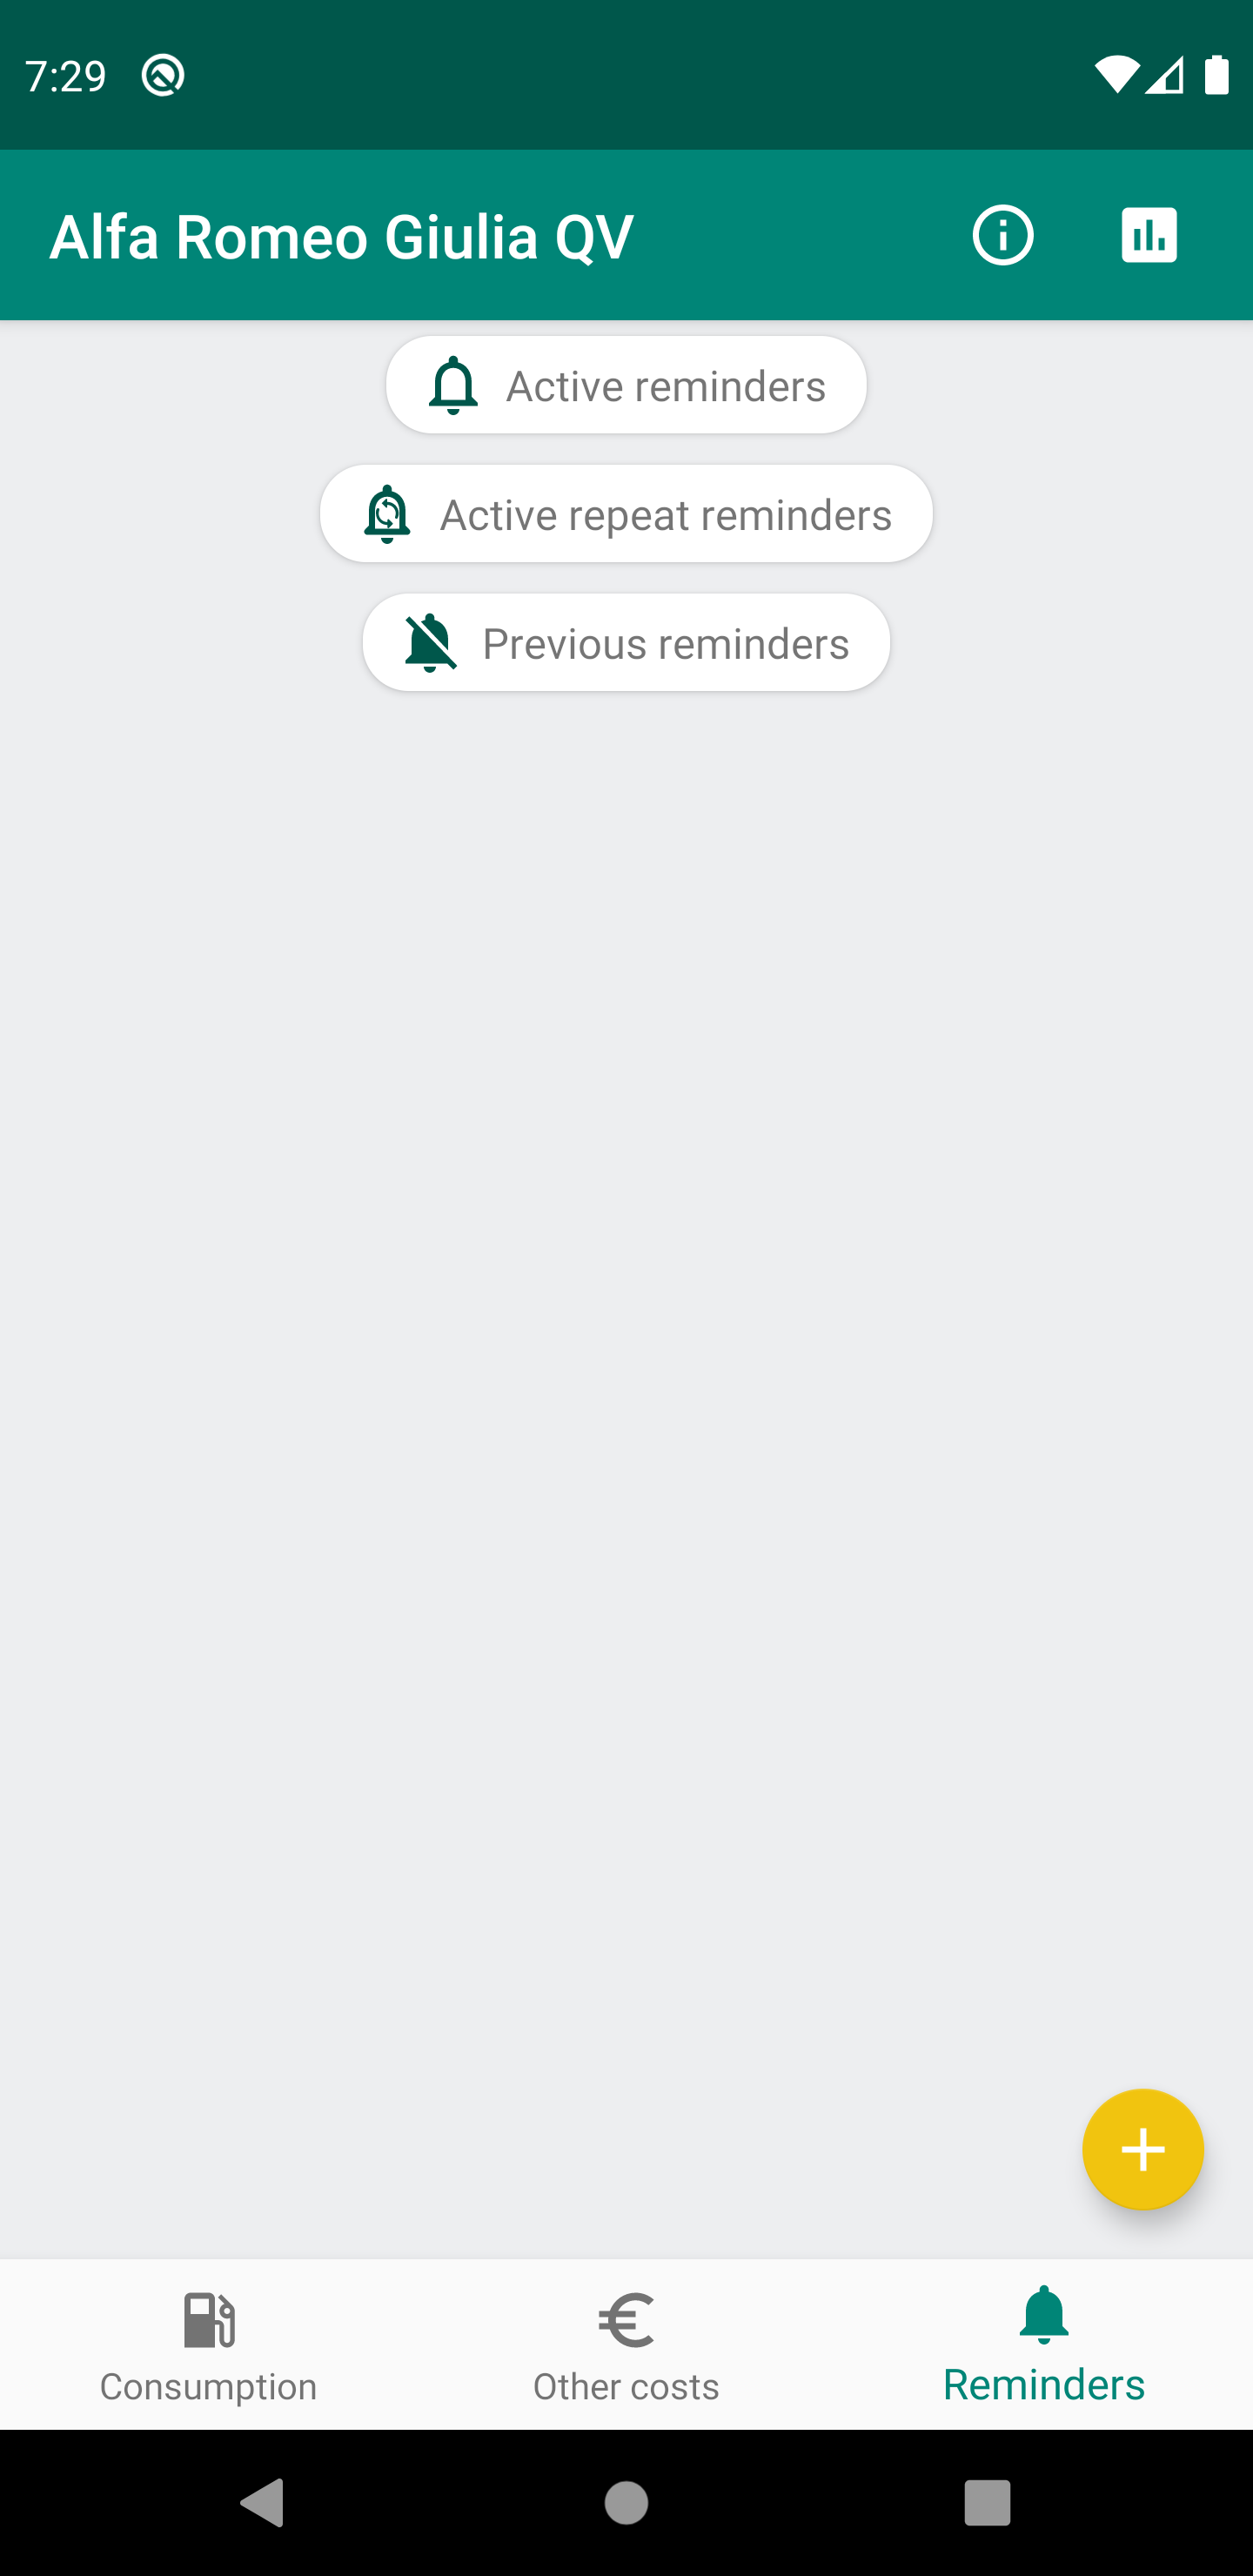 7:29
Alfa Romeo Giulia QV
Active reminders
Active repeat reminders
Previous reminders
Consumption
Other costs
Reminders